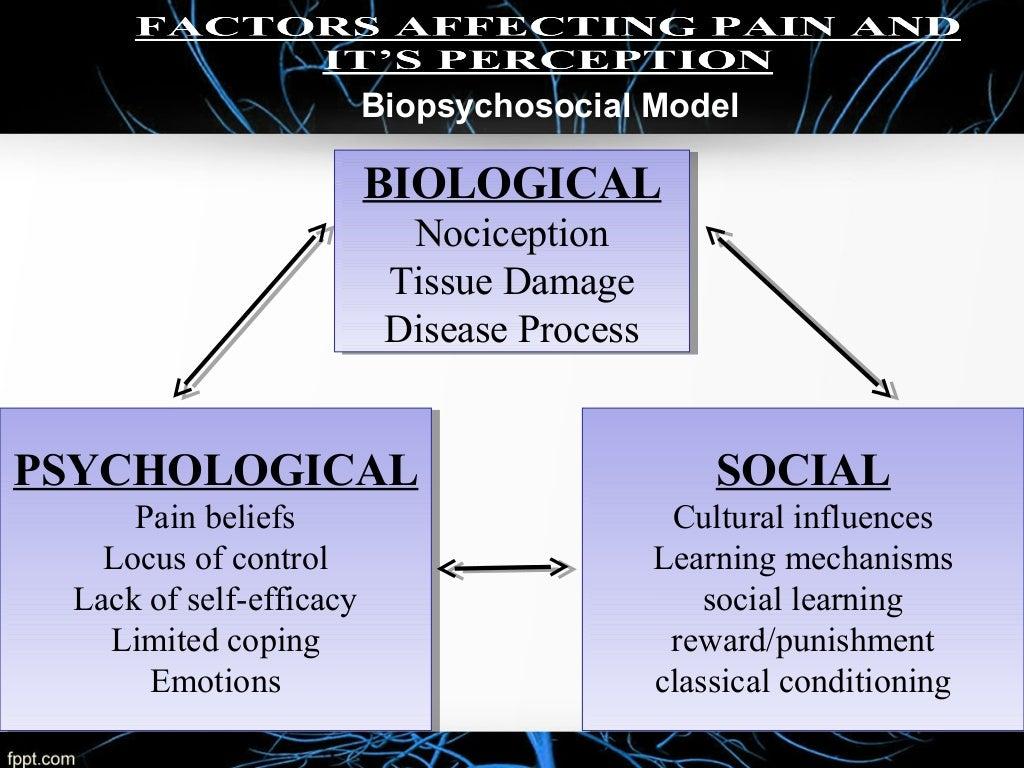 FACTORS AFFECTING PAIN AND
IT’S PERCEPTION
Biopsychosocial Model
BIOLOGICAL
Nociception
Tissue Damage
Disease Process
PSYCHOLOGICAL
Pain beliefs
Locus of control
Lack of self-efficacy
Limited coping
Emotions
SOCIAL
Cultural influences
Learning mechanisms
social learning
reward/punishment
classical conditioning
fppt.com